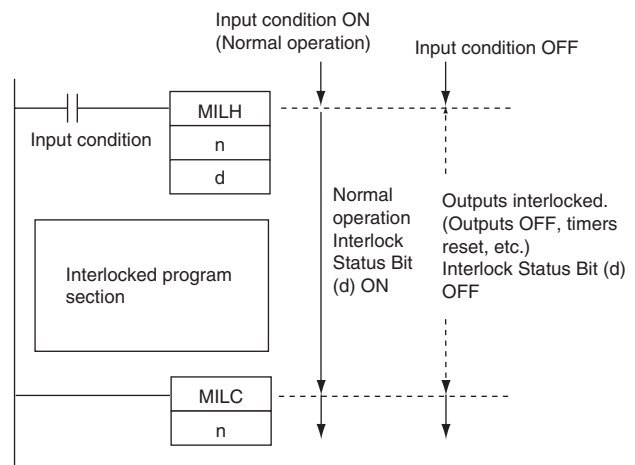 Input condition ON
(Normal operation)
Input condition OFF
MILH
n
d
Input condition
Normal
operation
Interlock
Status Bit
(d) ON
Outputs interlocked.
(Outputs OFF, timers
reset, etc.)
Interlock Status Bit (d)
OFF
Interlocked program
section
MILC
n